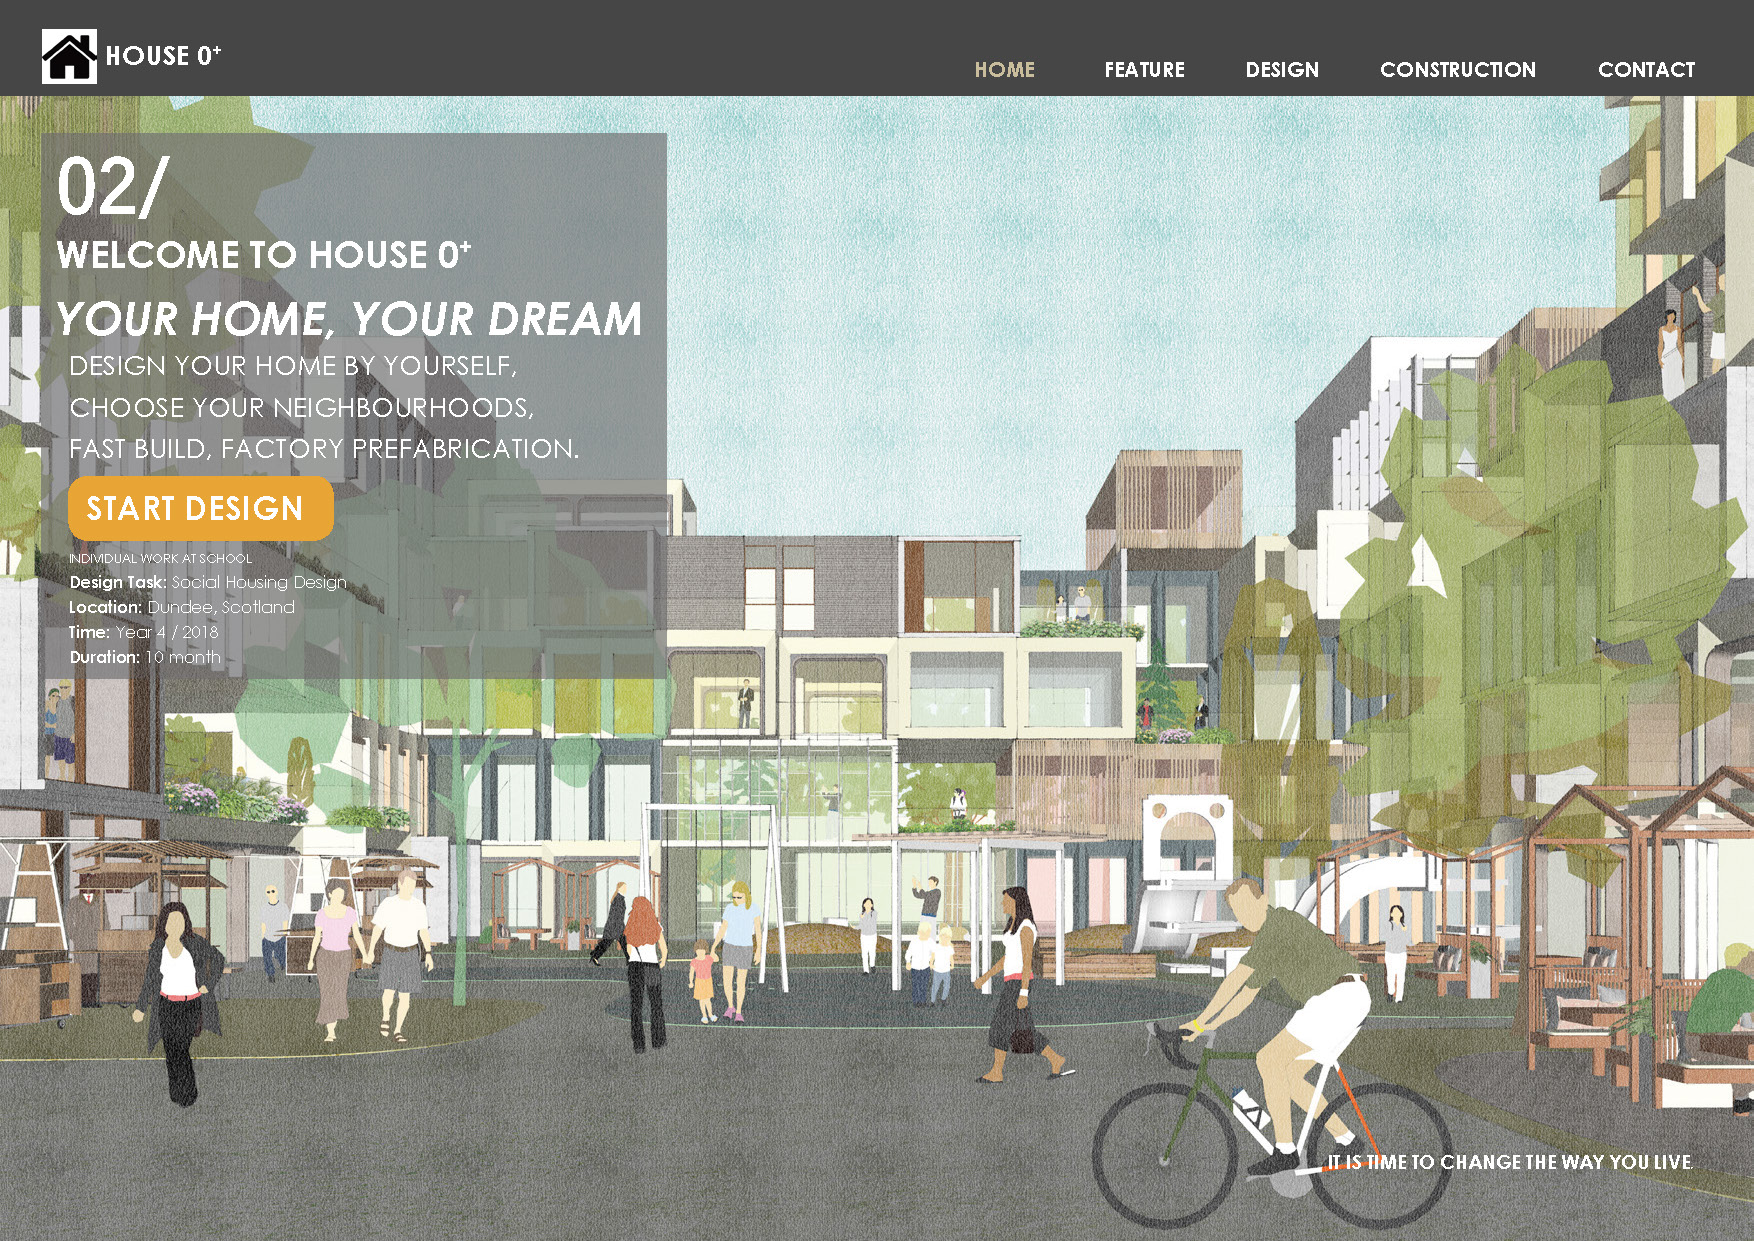 HOUSE 0⁺
HOME FEATURE DESIGN CONSTRUCTION CONTACT
02/
WELCOME TO HOUSE 0⁺
YOUR HOME, YOUR DREAM
DESIGN YOUR HOME BY YOURSELF,
CHOOSE YOUR NEIGHBOURHOODS,
FAST BUILD, FACTORY PREFABRICATION.
START DESIGN
INDIVIDUAL WORK AT SCHOOL
Design Task: Social Housing Design
Location: Dundee, Scotland
Time: Year 4 / 2018
Duration: 10 month
IT IS TIME TO CHANGE THE WAY YOU LIVE.